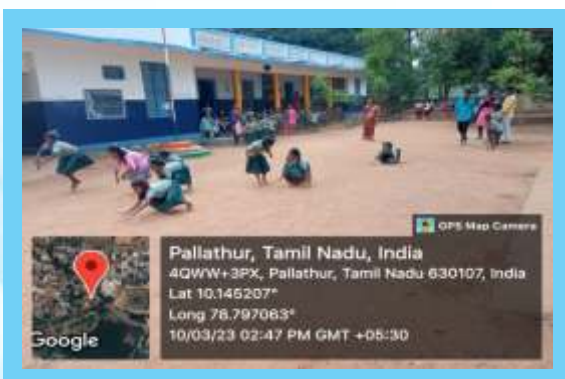 GPS Map Camera
Pallathur, Tamil Nadu, India
4QWW+3PX, Pallathur, Tamil Nadu 630107, India
Lat 10.145207°
Long 78.797063°
10/03/23 02:47 PM GMT +05:30
Google